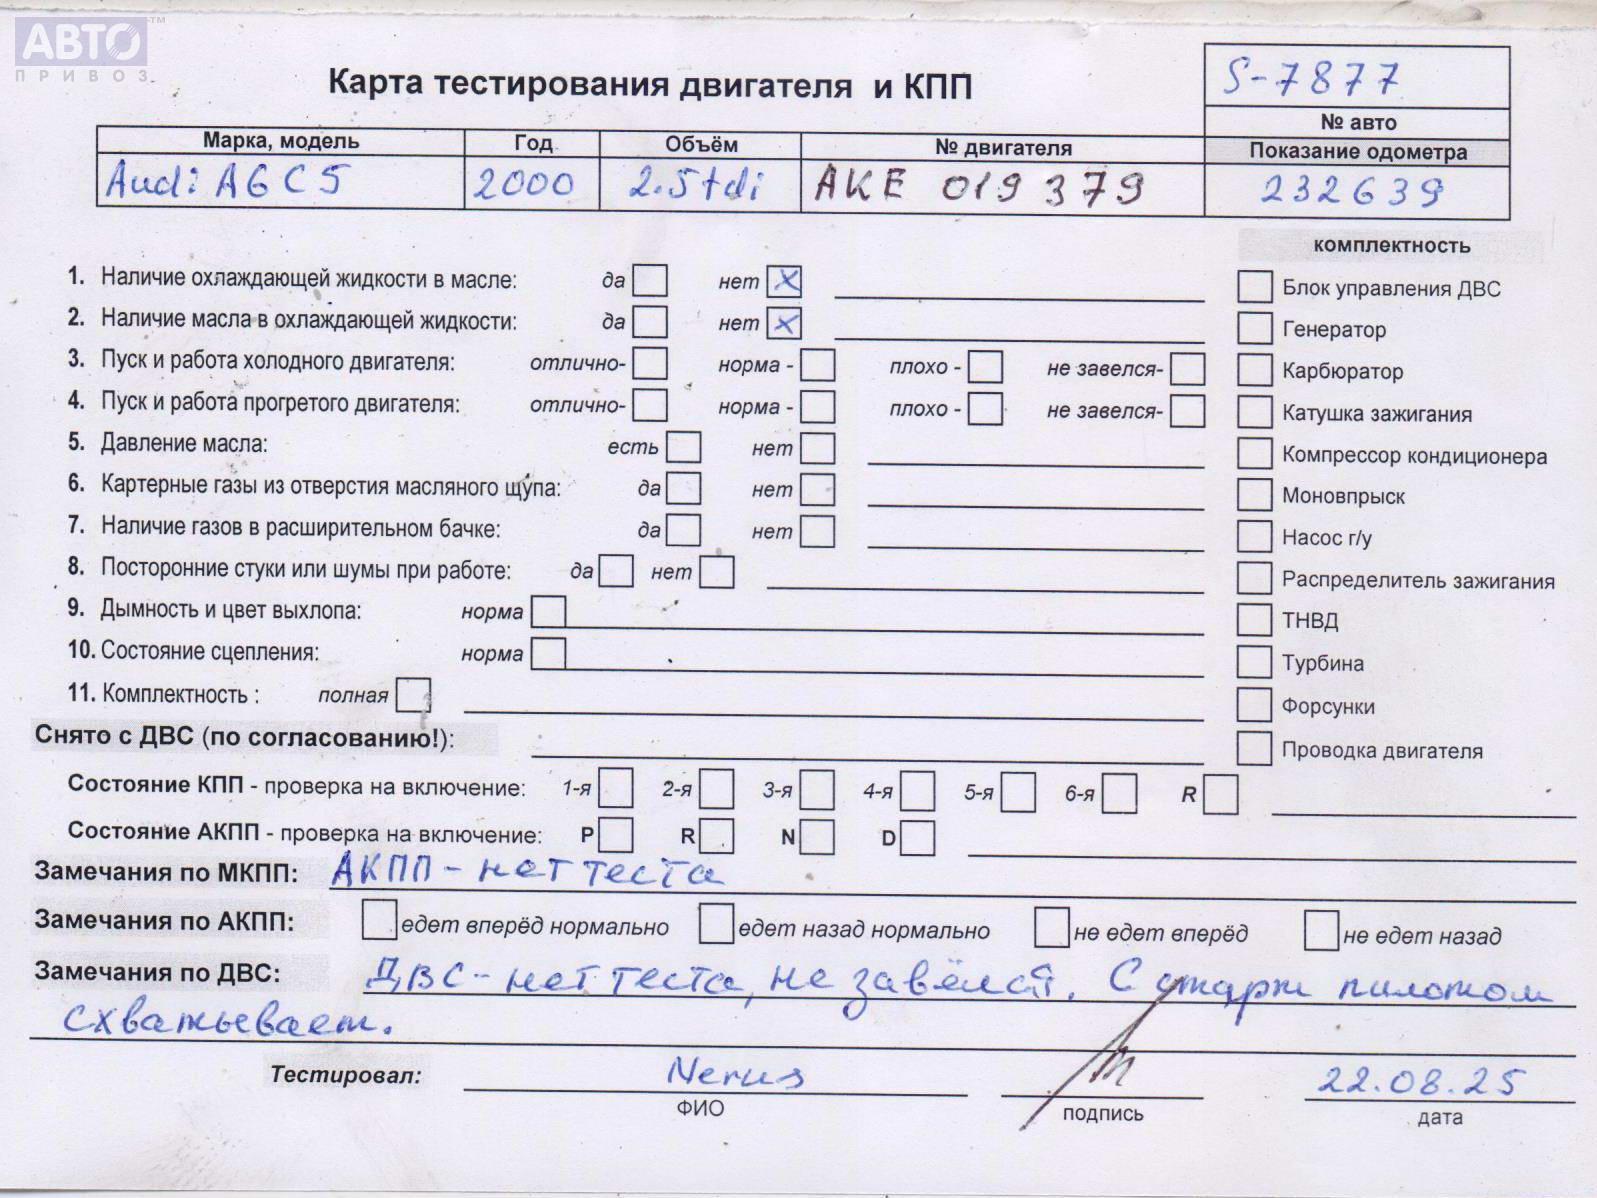 АВТО™
ПРИВОЗ
Карта тестирования двигателя и КПП
S-7877
№ авто
Марка, модель Год Объём № двигателя Показание одометра
Audi A6 C5 2000 2.5tdi AKE 019379 232639
комплектность
1. Наличие охлаждающей жидкости в масле: да нет x
Блок управления ДВС
2. Наличие масла в охлаждающей жидкости: да нет x
Генератор
3. Пуск и работа холодного двигателя: отлично- норма - плохо - не завелся-
Карбюратор
4. Пуск и работа прогретого двигателя: отлично- норма - плохо - не завелся-
Катушка зажигания
5. Давление масла: есть нет
Компрессор кондиционера
6. Картерные газы из отверстия масляного щупа: да нет
Моновпрыск
7. Наличие газов в расширительном бачке: да нет
Насос г/у
8. Посторонние стуки или шумы при работе: да нет
Распределитель зажигания
9. Дымность и цвет выхлопа: норма
ТНВД
10. Состояние сцепления: норма
Турбина
11. Комплектность : полная
Форсунки
Снято с ДВС (по согласованию!):
Проводка двигателя
Состояние КПП - проверка на включение: 1-я 2-я 3-я 4-я 5-я 6-я R
Состояние АКПП - проверка на включение: P R N D
Замечания по МКПП: АКПП - нет теста
Замечания по АКПП: едет вперёд нормально едет назад нормально не едет вперёд не едет назад
Замечания по ДВС: ДВС - нет теста, не завёлся. С старт пилотом
схватывает.
Тестировал: Nerus 22.08.25
ФИО подпись дата